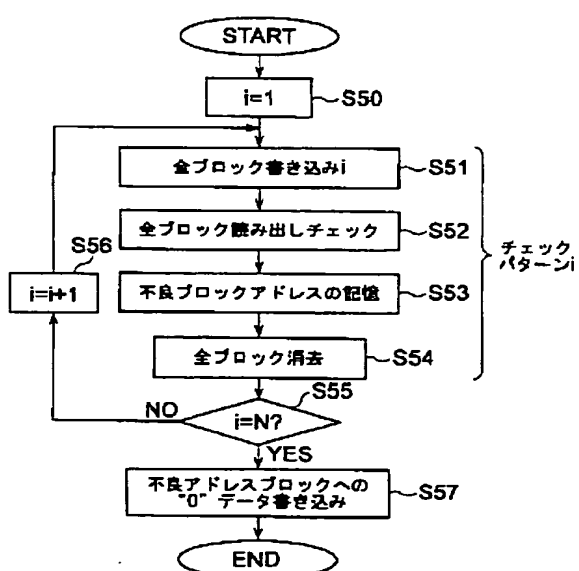 START
i=1
S50
全ブロック書き込みi
S51
全ブロック読み出しチェック
S52
不良ブロックアドレスの記憶
S53
全ブロック消去
S54
チェック
パターンi
S55
i=N?
NO
YES
S56
i=i+1
不良アドレスブロックへの
"0" データ書き込み
S57
END